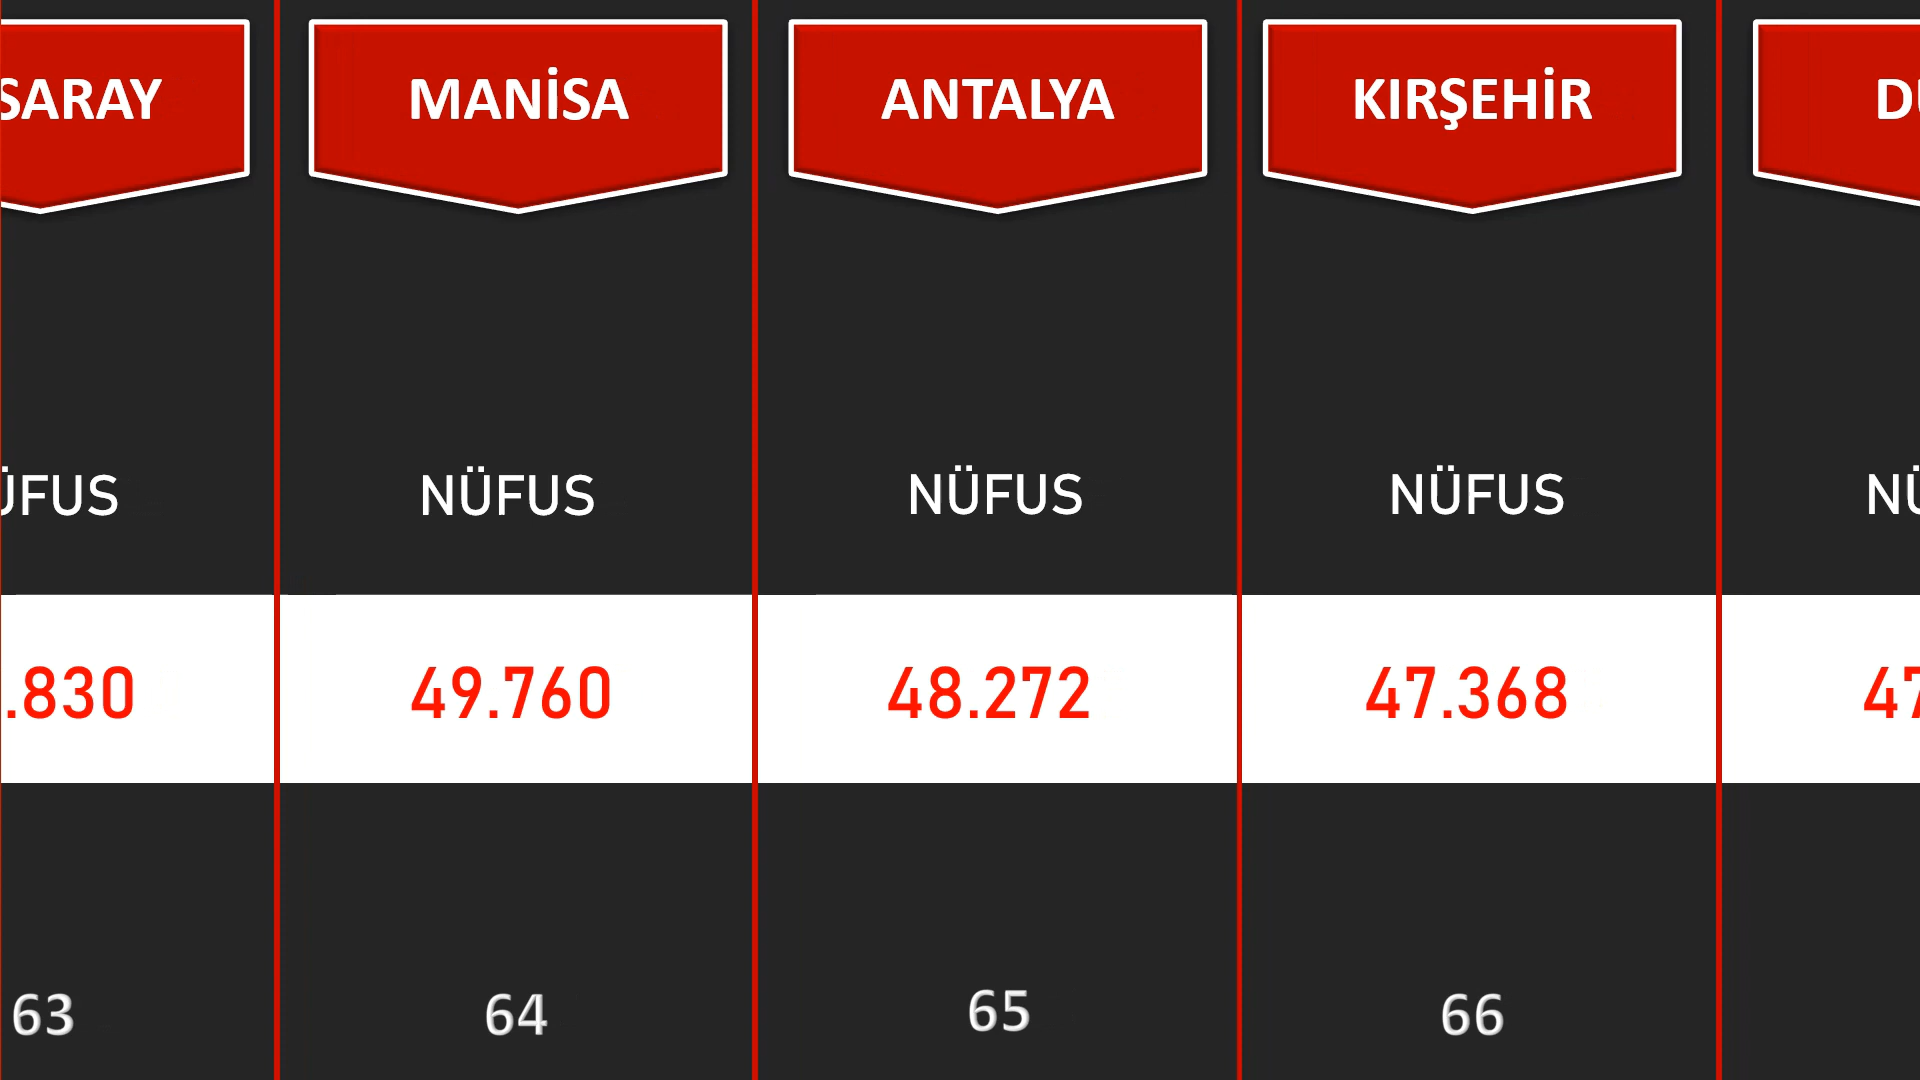 SARAY
MANİSA
ANTALYA
KIRŞEHİR
NÜFUS
NÜFUS
NÜFUS
.830
49.760
48.272
47.368
47
63
64
65
66